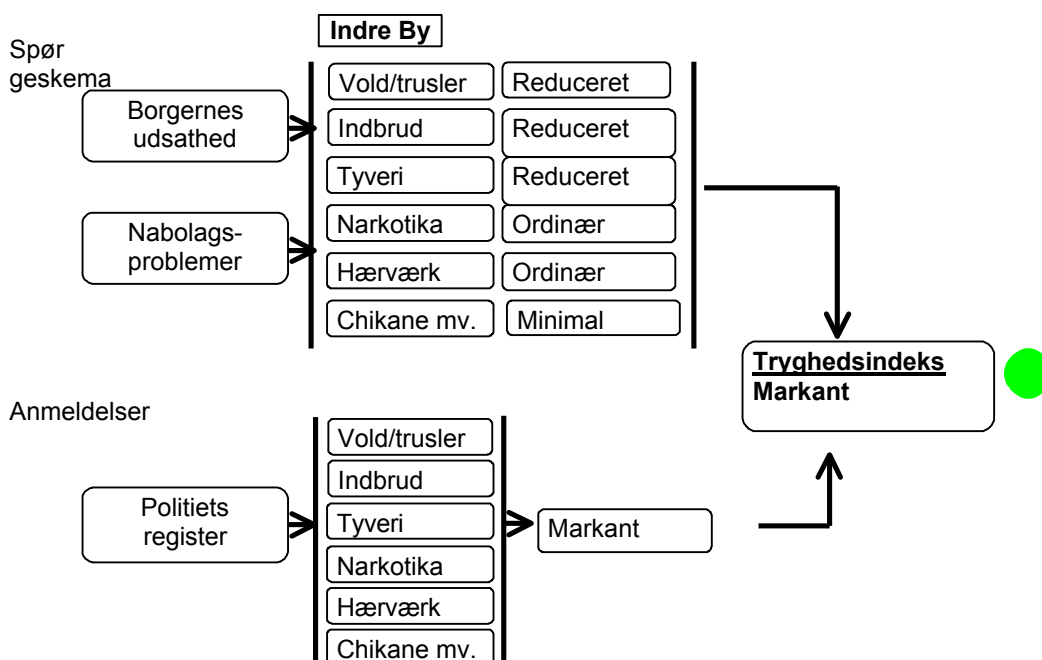 Indre By
Spør
geskema
Borgernes
udsathed
Nabolags-
problemer
Vold/trusler Reduceret
Indbrud Reduceret
Tyveri Reduceret
Narkotika Ordinær
Hærværk Ordinær
Chikane mv. Minimal
Tryghedsindeks
Markant
Anmeldelser
Politiets
register
Vold/trusler
Indbrud
Tyveri
Narkotika
Hærværk
Chikane mv.
Markant